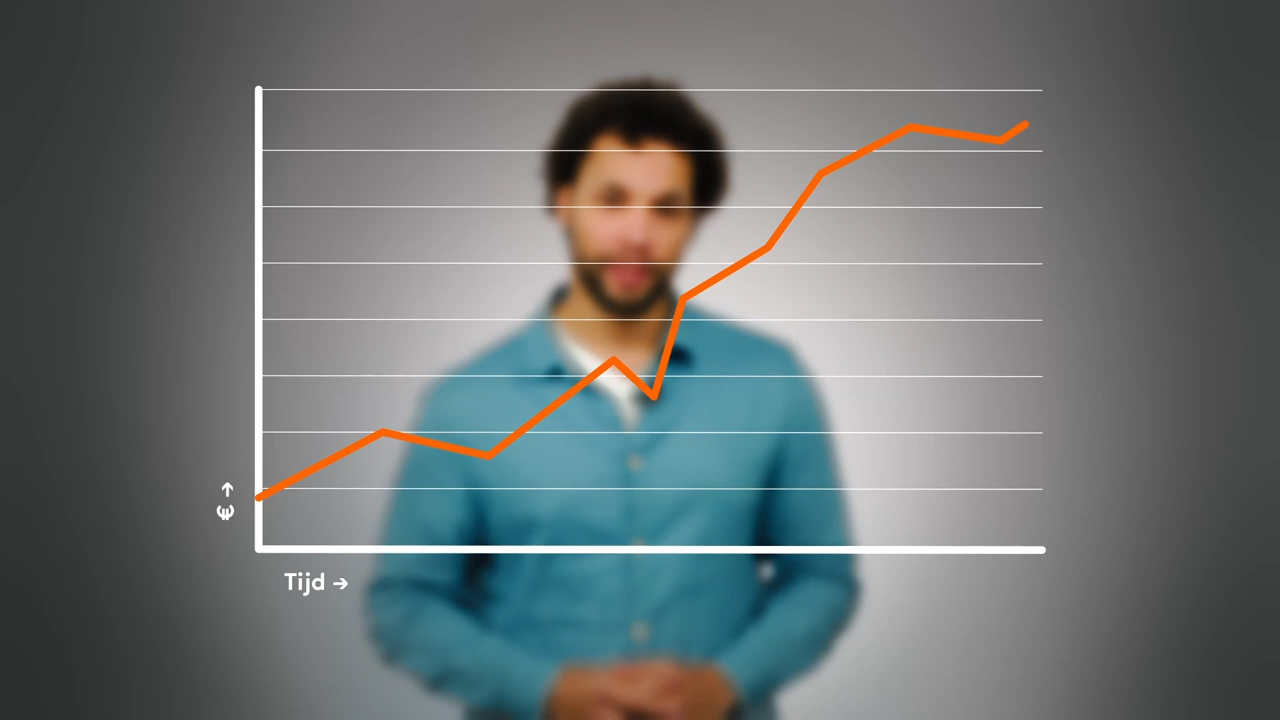 € →
Tijd →